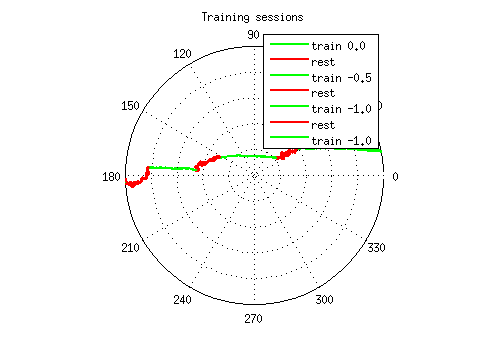 Training sessions
90
120
150
180
210
240
270
300
330
0
train 0.0
rest
train -0.5
rest
train -1.0
rest
train -1.0